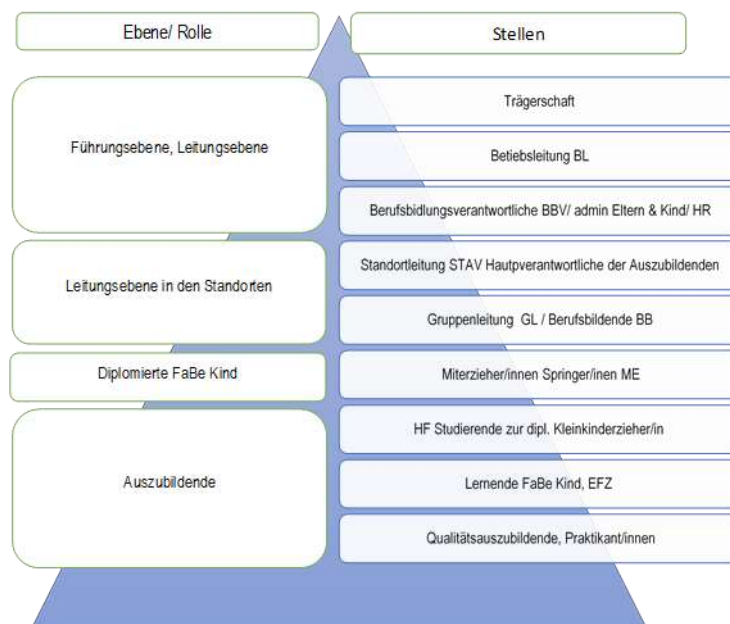 Ebene/ Rolle
Stellen
Führungsebene, Leitungsebene
Trägerschaft
Betiebsleitung BL
Berufsbidlungsverantwortliche BBV/ admin Eltern & Kind/ HR
Leitungsebene in den Standorten
Standortleitung STAV Hautpverantwortliche der Auszubildenden
Gruppenleitung GL / Berufsbildende BB
Diplomierte FaBe Kind
Miterzieher/innen Springer/inen ME
Auszubildende
HF Studierende zur dipl. Kleinkinderzieher/in
Lernende FaBe Kind, EFZ
Qualitätsauszubildende, Praktikant/innen